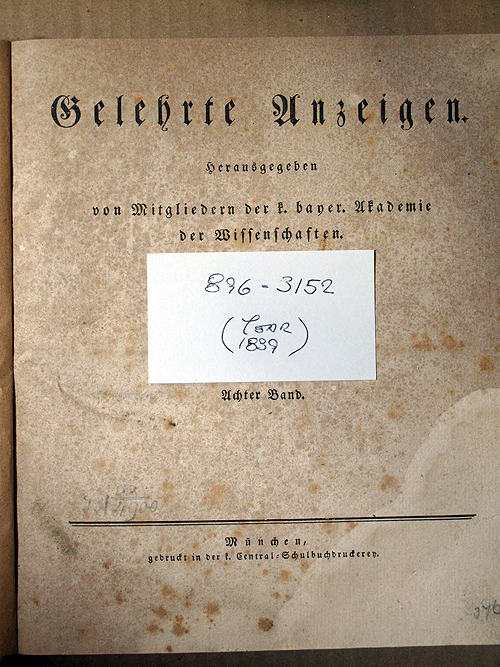 Gelehrte Anzeigen.
Herausgegeben
von Mitgliedern der k. bayer. Akademie
der Wissenschaften.
896-3152
(YEAR
1839)
Achter Band.
München,
gedruckt in der k. Central-Schulbuchdruckerey.